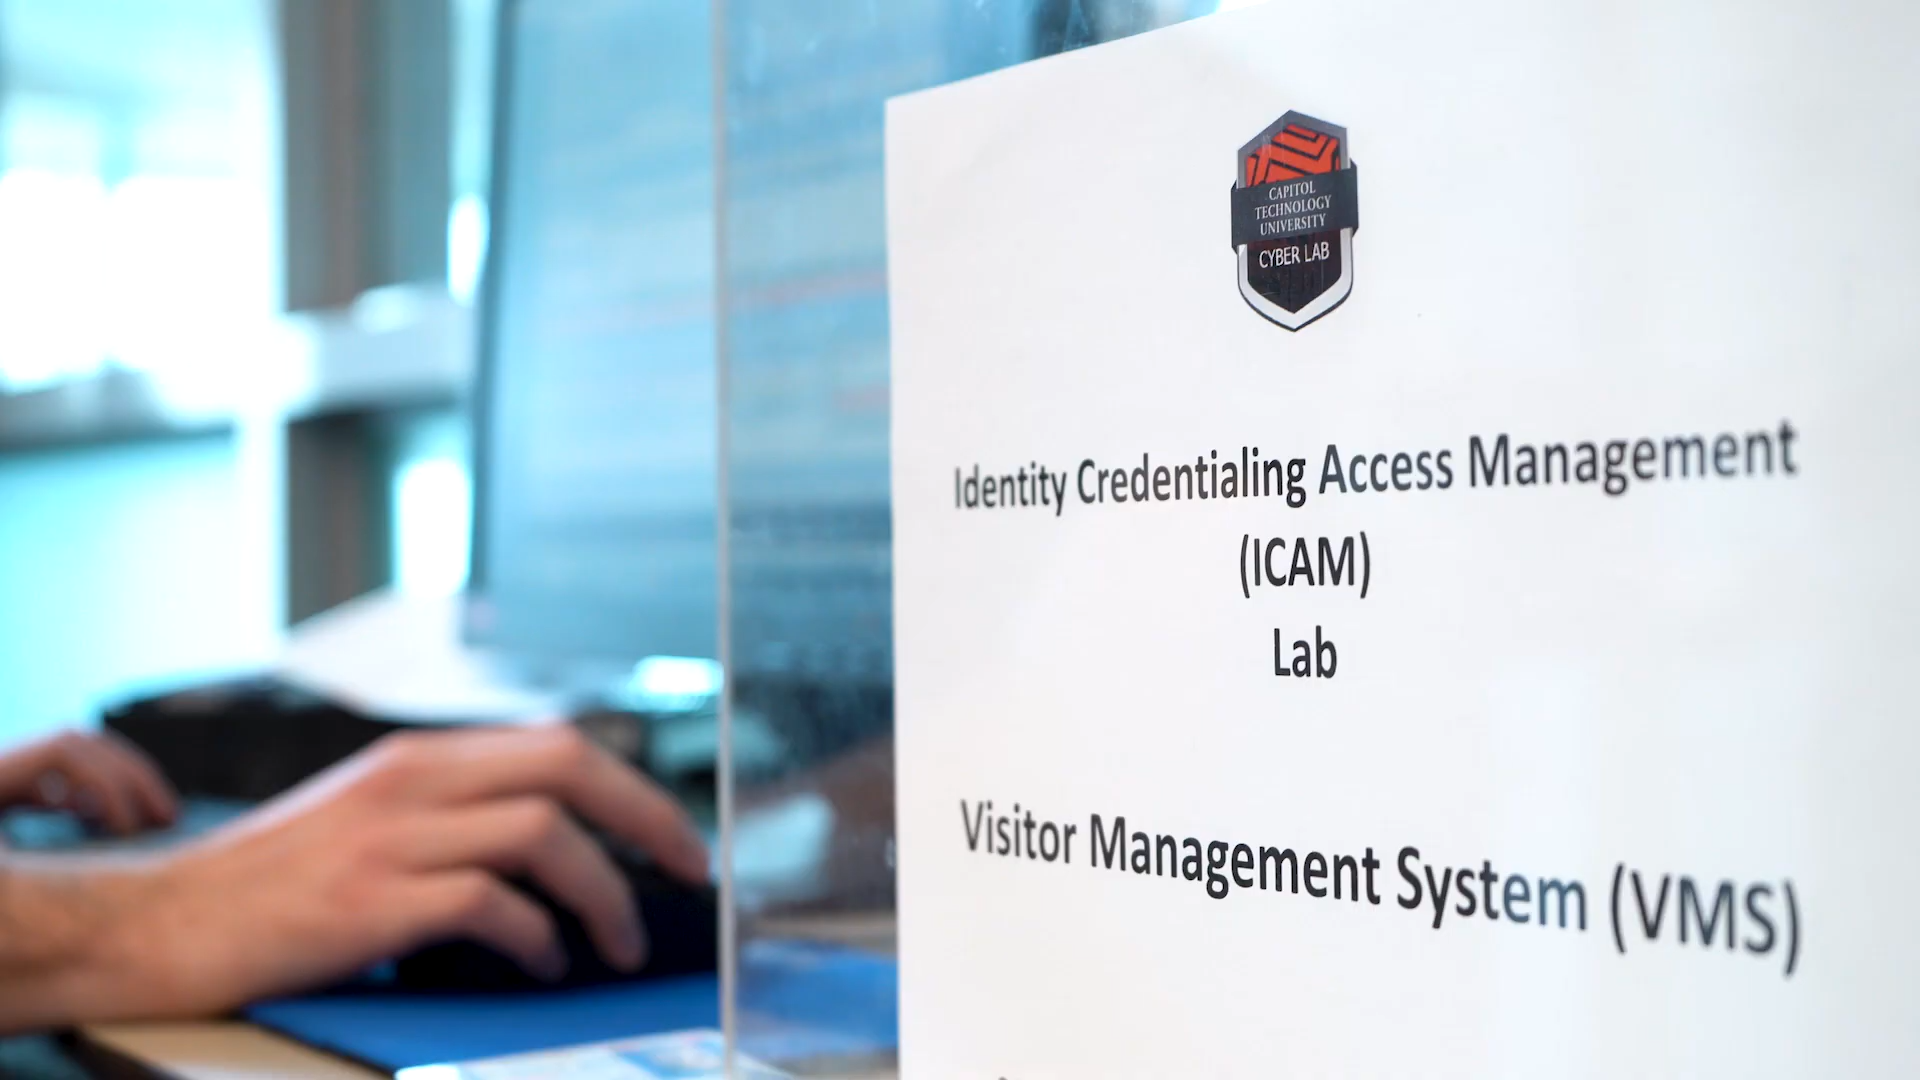 CAPITOL
TECHNOLOGY
UNIVERSITY
CYBER LAB
Identity Credentialing Access Management
(ICAM)
Lab
Visitor Management System (VMS)